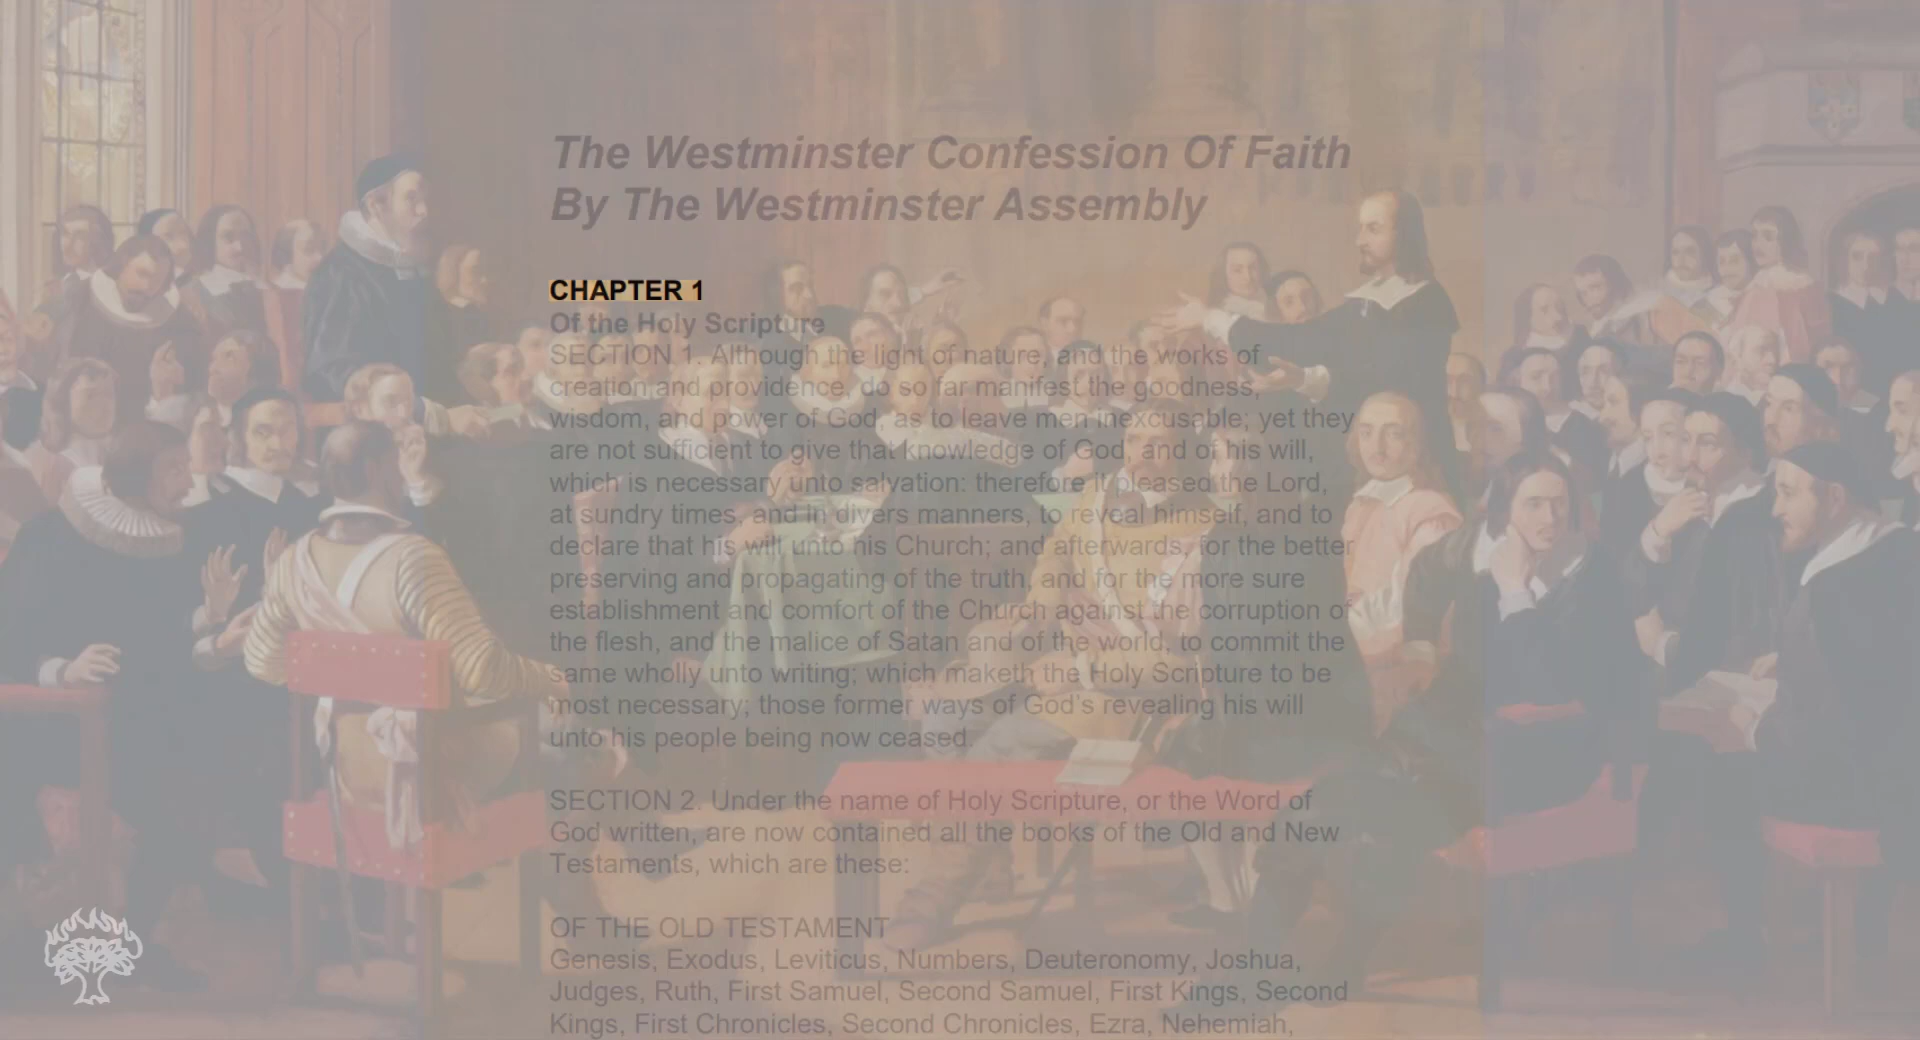 The Westminster Confession Of Faith
By The Westminster Assembly
CHAPTER 1
Of the Holy Scripture
SECTION 1. Although the light of nature, and the works of
creation and providence, do so far manifest the goodness,
wisdom, and power of God, as to leave men inexcusable; yet they
are not sufficient to give that knowledge of God, and of his will,
which is necessary unto salvation: therefore it pleased the Lord,
at sundry times, and in divers manners, to reveal himself, and to
declare that his will unto his Church; and afterwards, for the better
preserving and propagating of the truth, and for the more sure
establishment and comfort of the Church against the corruption of
the flesh, and the malice of Satan and of the world, to commit the
same wholly unto writing; which maketh the Holy Scripture to be
most necessary; those former ways of God's revealing his will
unto his people being now ceased.
SECTION 2. Under the name of Holy Scripture, or the Word of
God written, are now contained all the books of the Old and New
Testaments, which are these:
OF THE OLD TESTAMENT
Genesis, Exodus, Leviticus, Numbers, Deuteronomy, Joshua,
Judges, Ruth, First Samuel, Second Samuel, First Kings, Second
Kings, First Chronicles, Second Chronicles, Ezra, Nehemiah,